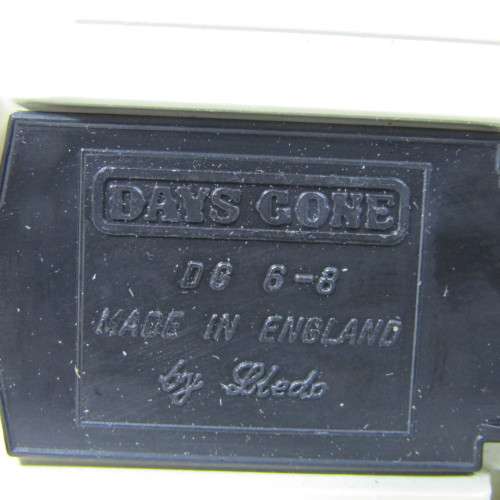 DAYS GONE
DG 6-8
MADE IN ENGLAND
by Lledo